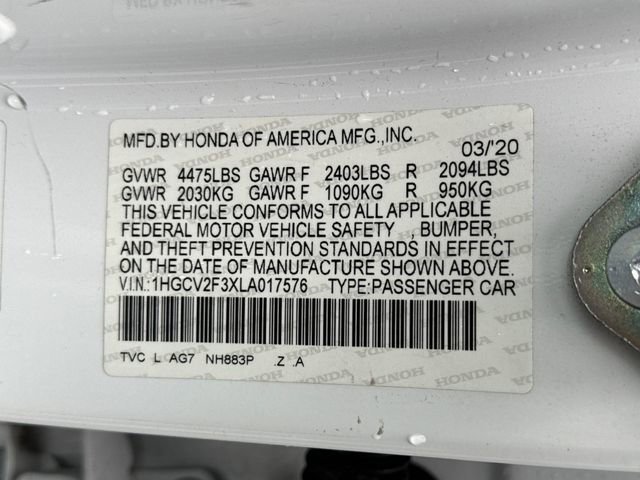 MFD.BY HONDA OF AMERICA MFG.,INC. 03/'20
GVWR 4475LBS GAWR F 2403LBS R 2094LBS
GVWR 2030KG GAWR F 1090KG R 950KG
THIS VEHICLE CONFORMS TO ALL APPLICABLE
FEDERAL MOTOR VEHICLE SAFETY , BUMPER,
AND THEFT PREVENTION STANDARDS IN EFFECT
ON THE DATE OF MANUFACTURE SHOWN ABOVE.
V.I.N.:1HGCV2F3XLA017576 TYPE:PASSENGER CAR
TVC L AG7 NH883P .Z .A